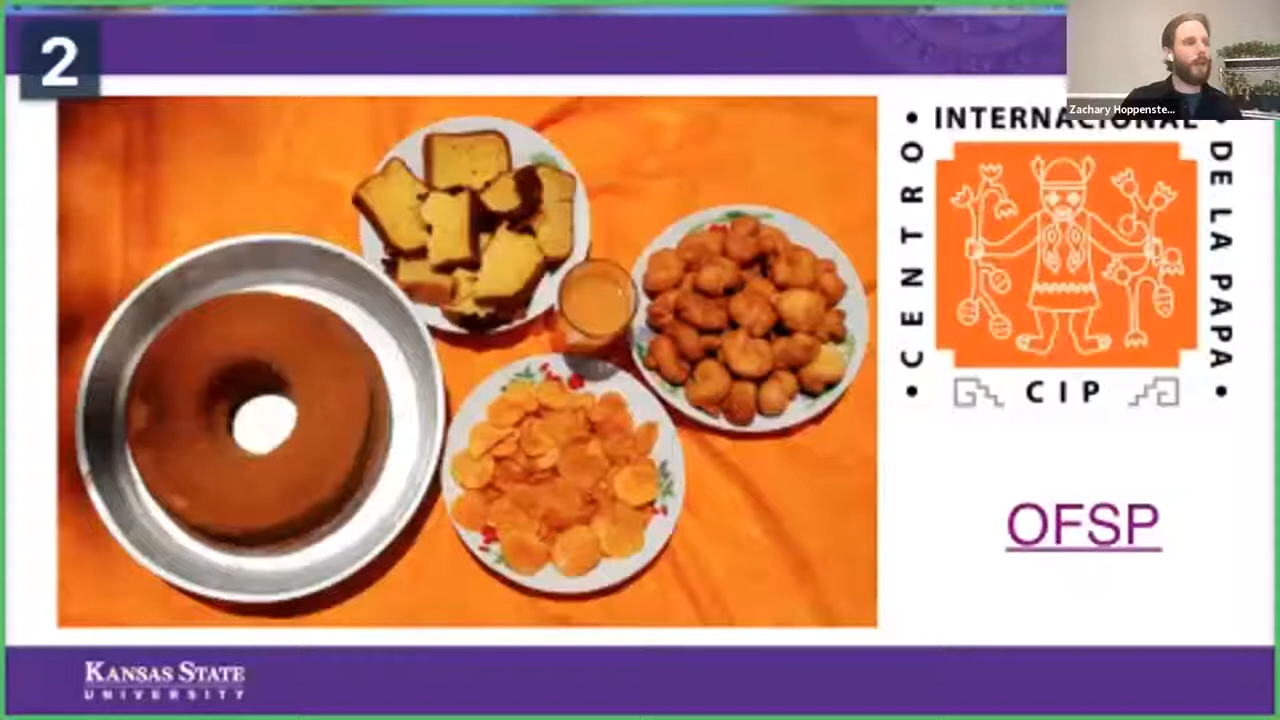 2
Zachary Hoppenste...
• CENTRO • INTERNACIONAL • DE LA PAPA •
CIP
OFSP
KANSAS STATE
UNIVERSITY